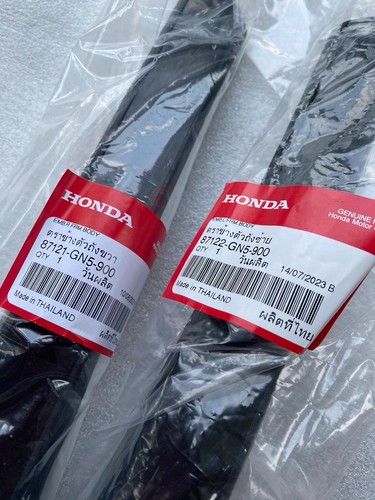 HONDA
EMBLR FRM BODY
ตราข้างตัวถังขวา
87121-GN5-900
QTY 1 วันผลิต
Made in THAILAND
HONDA
EMBLR FRM BODY
ตราข้างตัวถังซ้าย
87122-GN5-900
QTY 1 วันผลิต 14/07/2023 B
Made in THAILAND
ผลิตที่ไทย
GENUINE
Honda Motor